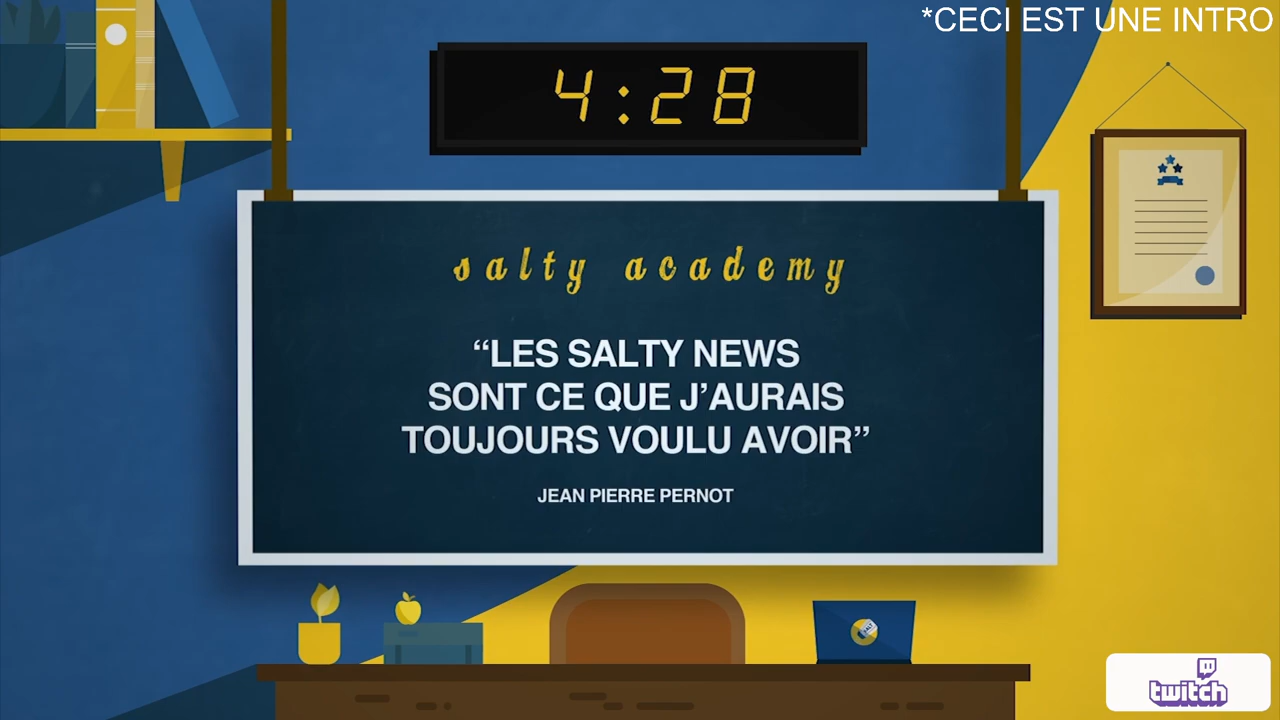 *CECI EST UNE INTRO
4:28
salty academy
“LES SALTY NEWS
SONT CE QUE J’AURAIS
TOUJOURS VOULU AVOIR”
JEAN PIERRE PERNOT
twitch